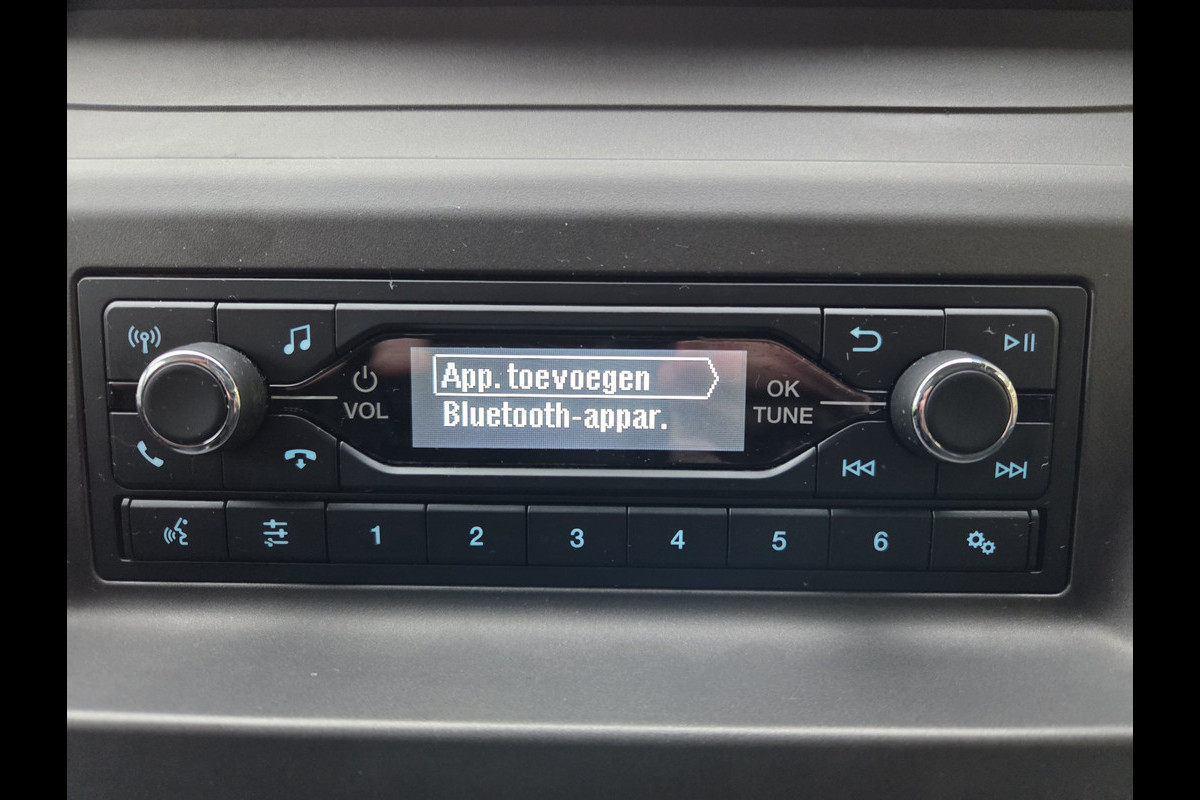 App. toevoegen
Bluetooth-appar.
VOL
OK
TUNE
1 2 3 4 5 6